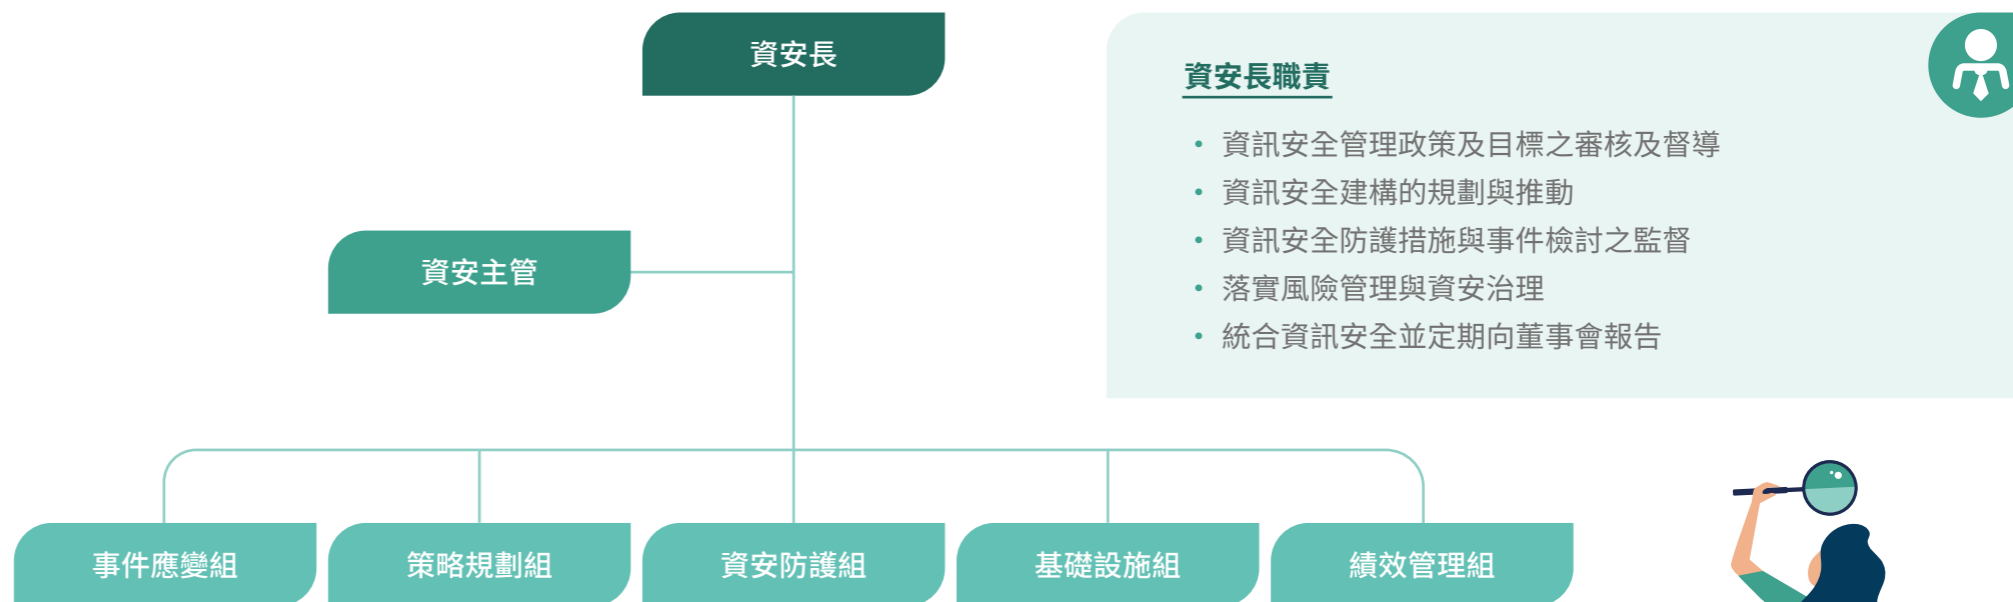 資安長
資安長職責
• 資訊安全管理政策及目標之審核及督導
• 資訊安全建構的規劃與推動
• 資訊安全防護措施與事件檢討之監督
• 落實風險管理與資安治理
• 統合資訊安全並定期向董事會報告
資安主管
事件應變組
策略規劃組
資安防護組
基礎設施組
績效管理組